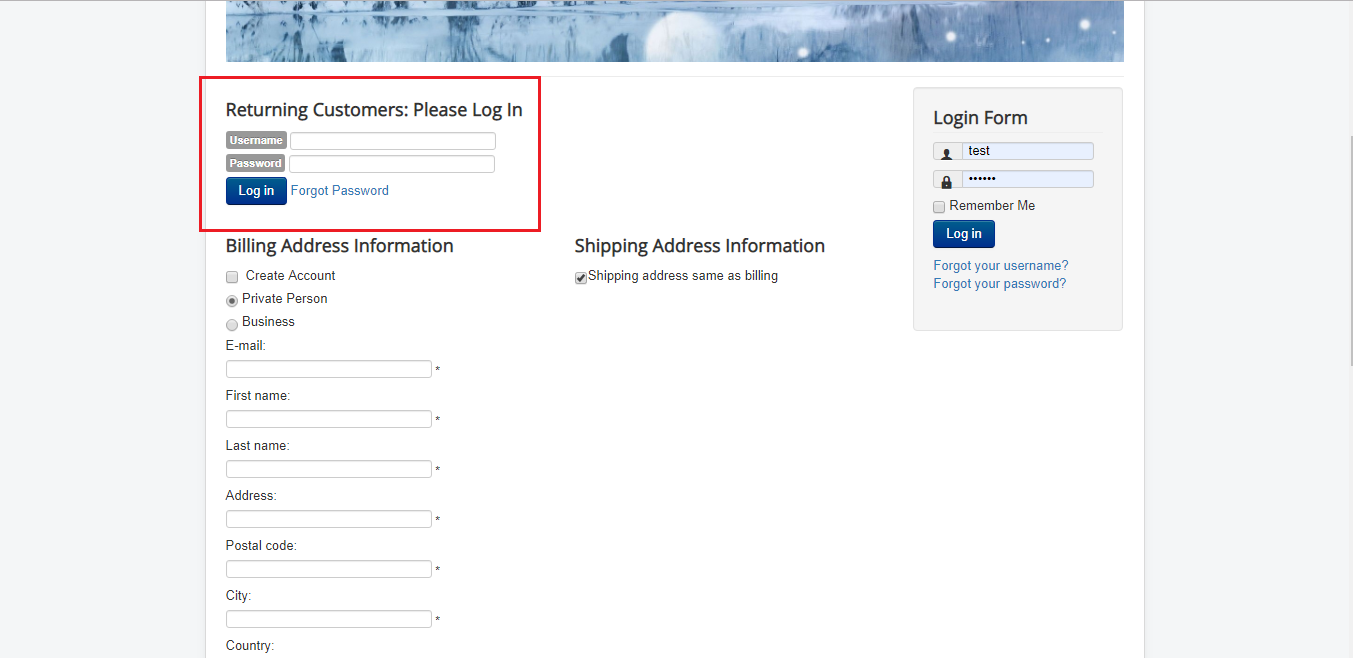 Returning Customers: Please Log In
Username
Password
Log in Forgot Password
Billing Address Information
Create Account
Private Person
Business
E-mail:
*
First name:
*
Last name:
*
Address:
*
Postal code:
*
City:
*
Country:
Shipping Address Information
Shipping address same as billing
Login Form
test
••••••
Remember Me
Log in
Forgot your username?
Forgot your password?